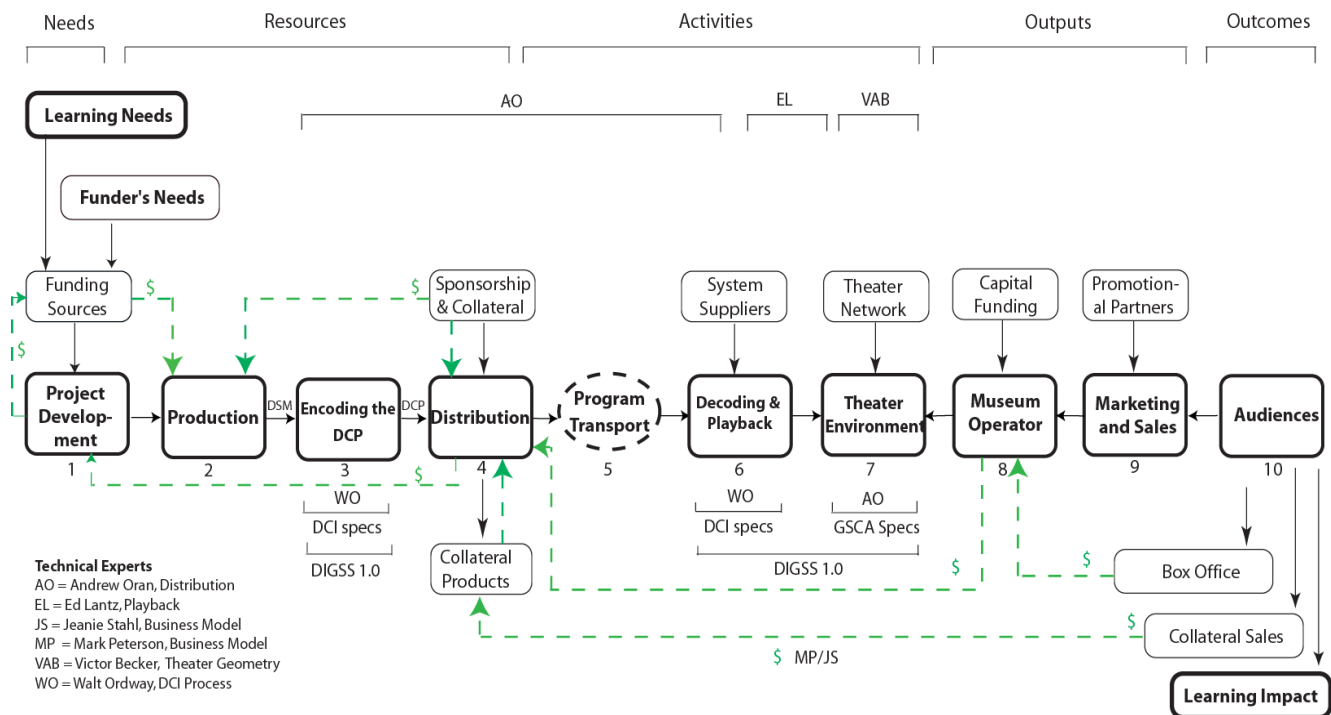 Needs
Resources
Activities
Outputs
Outcomes
Learning Needs
AO
EL
VAB
Funder's Needs
Funding
Sources
$
$
$
Sponsorship
& Collateral
System
Suppliers
Theater
Network
Capital
Funding
Promotion-
al Partners
$
Project
Develop-
ment
Production
DSM
Encoding the
DCP
DCP
Distribution
Program
Transport
Decoding &
Playback
Theater
Environment
Museum
Operator
Marketing
and Sales
Audiences
1
2
3
4
5
6
7
8
9
10
$
WO
DCI specs
DIGSS 1.0
WO
DCI specs
AO
GSCA Specs
DIGSS 1.0
Collateral
Products
$
$
Box Office
$
Collateral Sales
$ MP/JS
Learning Impact
Technical Experts
AO = Andrew Oran, Distribution
EL = Ed Lantz, Playback
JS = Jeanie Stahl, Business Model
MP = Mark Peterson, Business Model
VAB = Victor Becker, Theater Geometry
WO = Walt Ordway, DCI Process